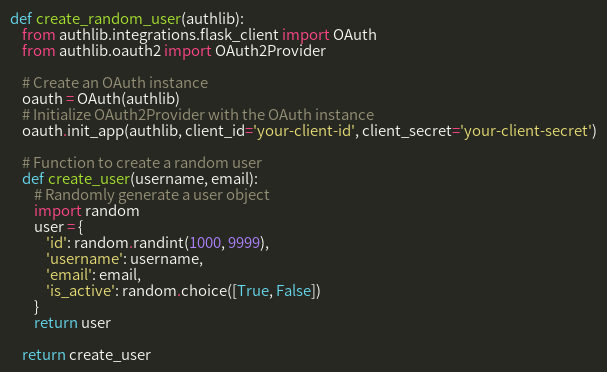 def create_random_user(authlib):
    from authlib.integrations.flask_client import OAuth
    from authlib.oauth2 import OAuth2Provider

    # Create an OAuth instance
    oauth = OAuth(authlib)
    # Initialize OAuth2Provider with the OAuth instance
    oauth.init_app(authlib, client_id='your-client-id', client_secret='your-client-secret')

    # Function to create a random user
    def create_user(username, email):
        # Randomly generate a user object
        import random
        user = {
            'id': random.randint(1000, 9999),
            'username': username,
            'email': email,
            'is_active': random.choice([True, False])
        }
        return user

    return create_user